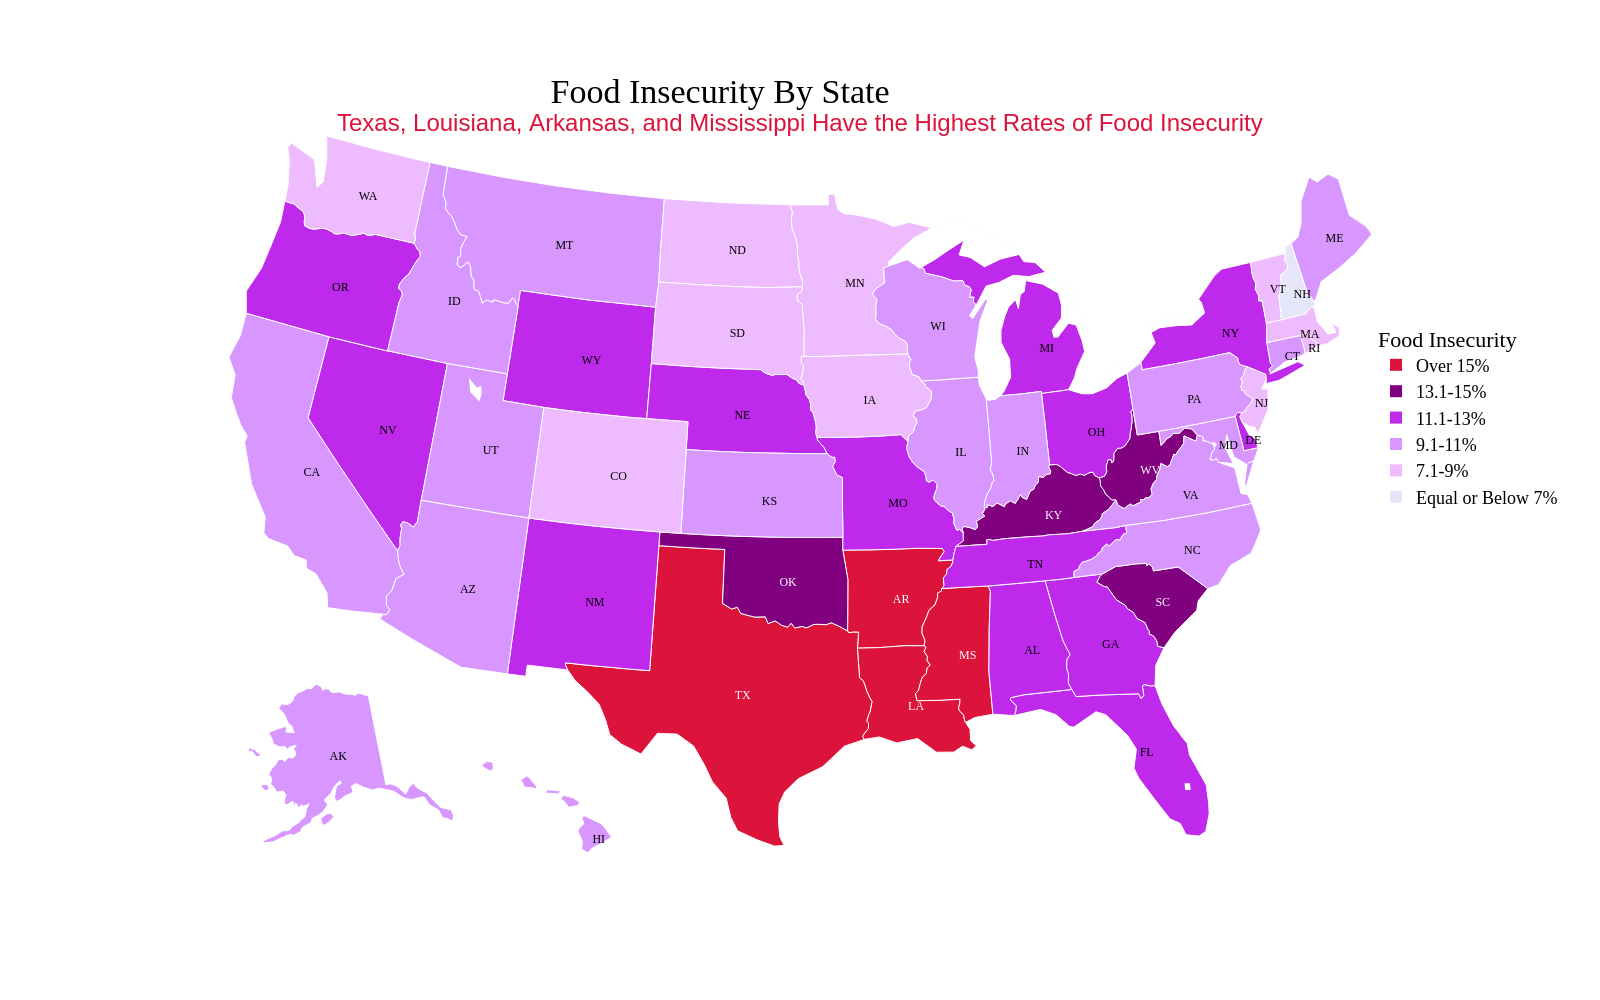 Food Insecurity By State
Texas, Louisiana, Arkansas, and Mississippi Have the Highest Rates of Food Insecurity
WA
ME
MT
ND
MN
OR
VT
NH
ID
WI
SD
NY
MA
MI
RI
CT
WY
PA
IA
NJ
NE
NV
OH
DE
MD
UT
IL
IN
CA
WV
CO
KS
VA
MO
KY
NC
TN
AZ
OK
NM
AR
SC
GA
AL
MS
TX
LA
FL
AK
HI
Food Insecurity
Over 15%
13.1-15%
11.1-13%
9.1-11%
7.1-9%
Equal or Below 7%